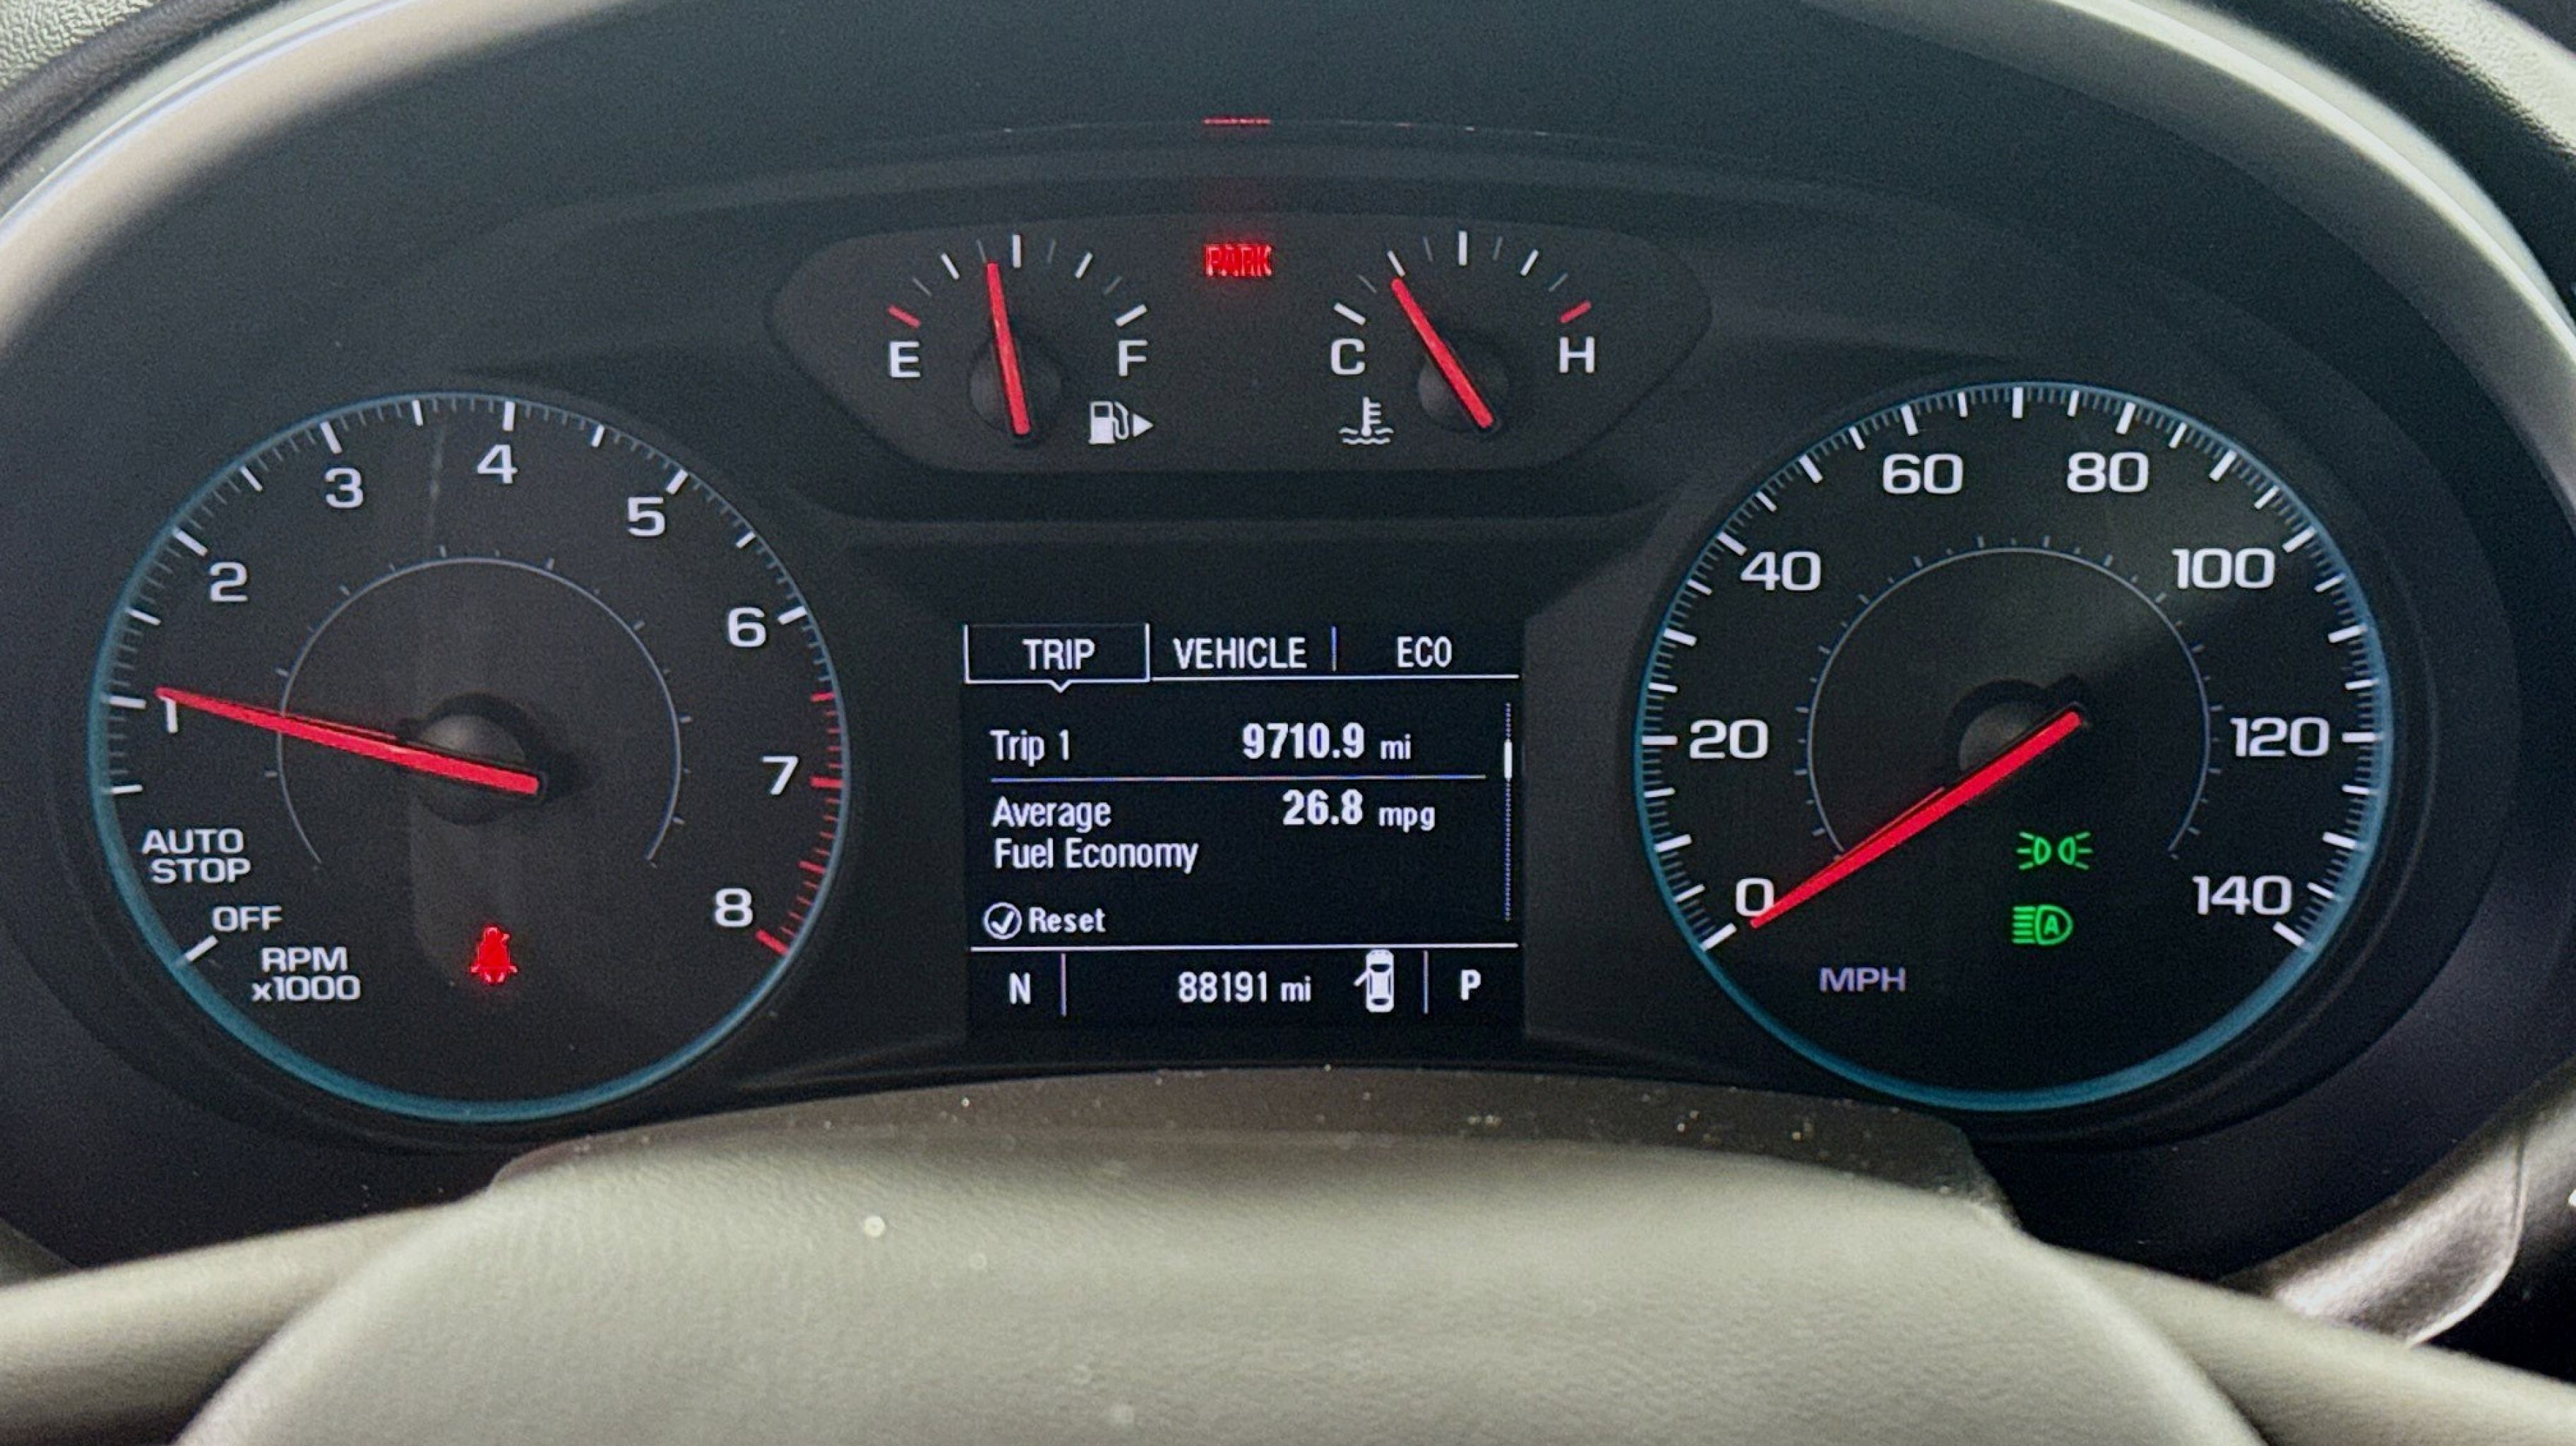 PARK
E
F
C
H
1
2
3
4
5
6
7
8
AUTO
STOP
OFF
RPM
x1000
TRIP VEHICLE ECO
Trip 1 9710.9 mi
Average 26.8 mpg
Fuel Economy
Reset
N 88191 mi P
0
20
40
60
80
100
120
140
MPH
A